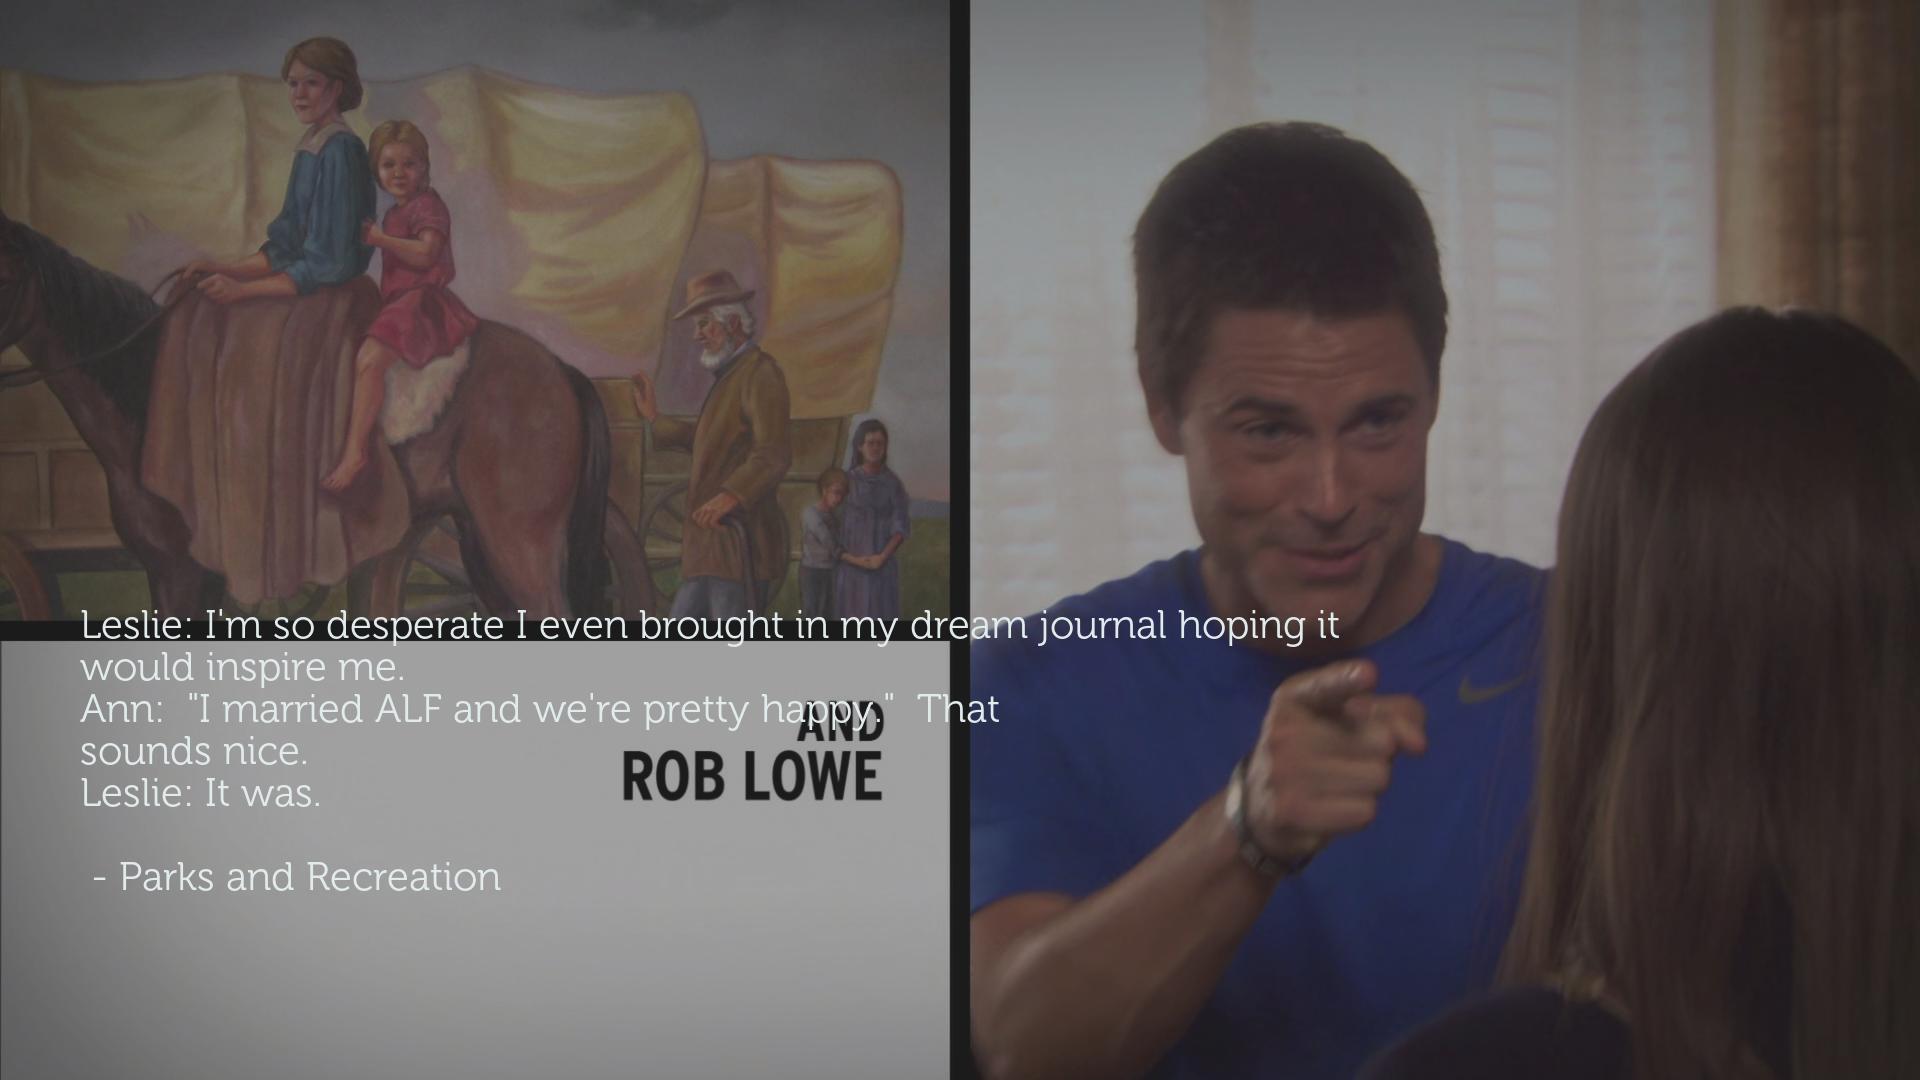 Leslie: I'm so desperate I even brought in my dream journal hoping it
would inspire me.
Ann:  "I married ALF and we're pretty happy."  That
sounds nice.
Leslie: It was.
- Parks and Recreation
AND
ROB LOWE